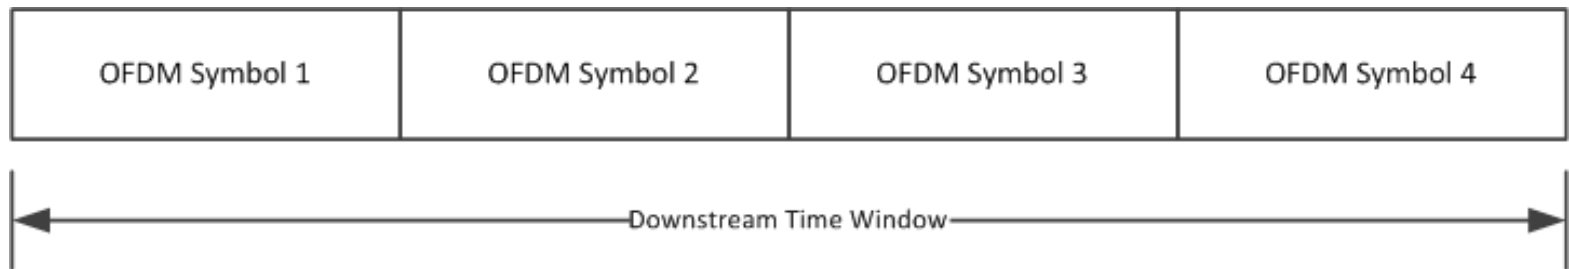 OFDM Symbol 1 OFDM Symbol 2 OFDM Symbol 3 OFDM Symbol 4
Downstream Time Window